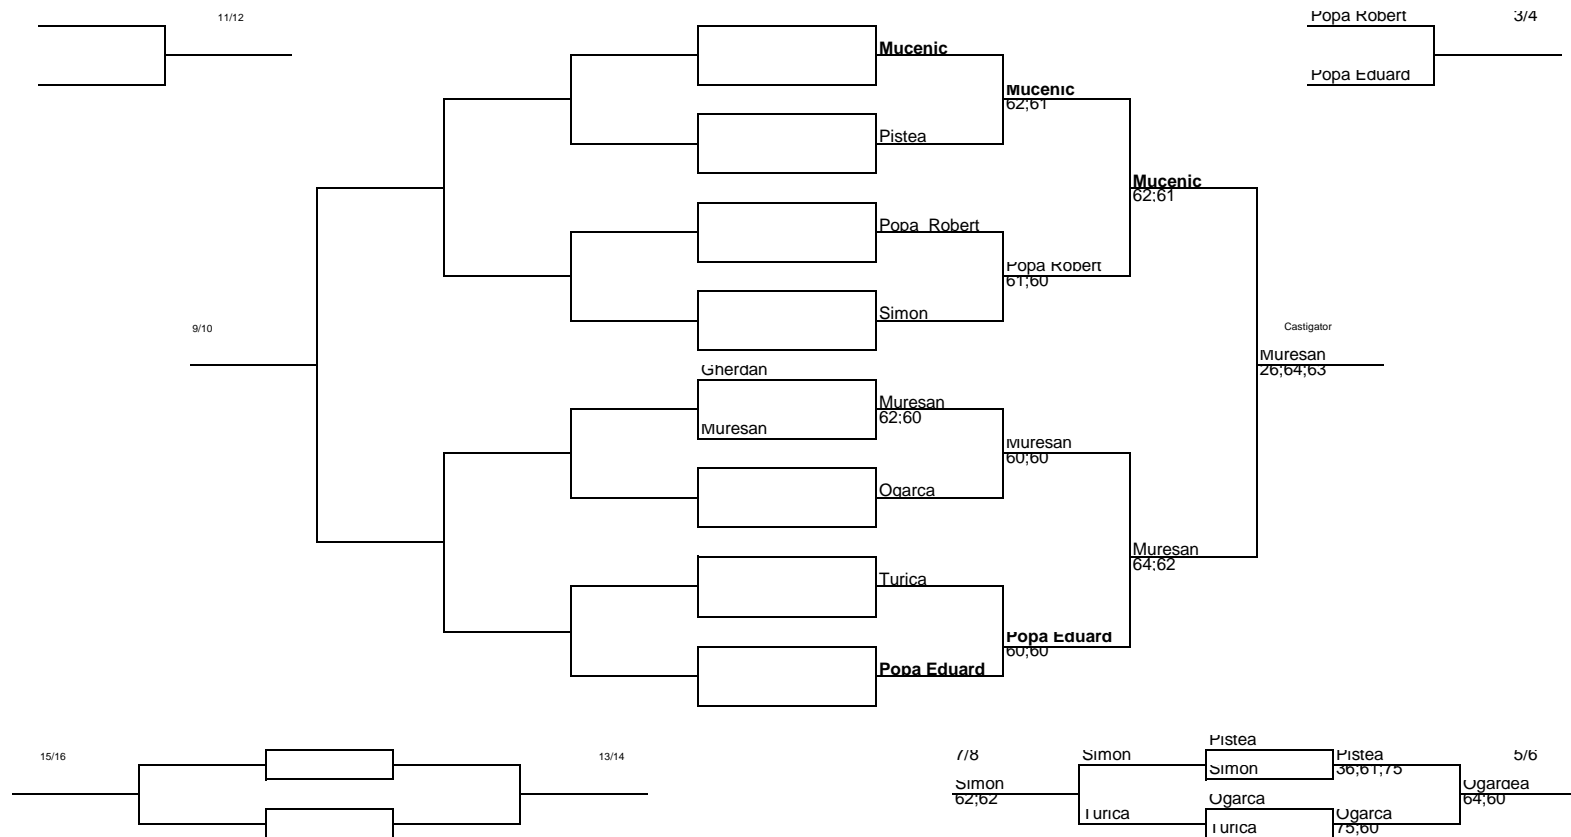 11/12
Popa Robert
3/4
Mucenic
Popa Eduard
Mucenic
62;61
Pistea
Mucenic
62;61
Popa Robert
Popa Robert
61;60
Simon
9/10
Castigator
Muresan
26;64;63
Gherdan
Muresan
62;60
Muresan
Muresan
60;60
Ogarca
Muresan
64;62
Turica
Popa Eduard
60;60
Popa Eduard
15/16
13/14
7/8
Simon
Pistea
Pistea
5/6
Simon
36;61;75
Simon
62;62
Ogardea
64;60
Turica
Ogarca
Ogarca
75;60
Turica